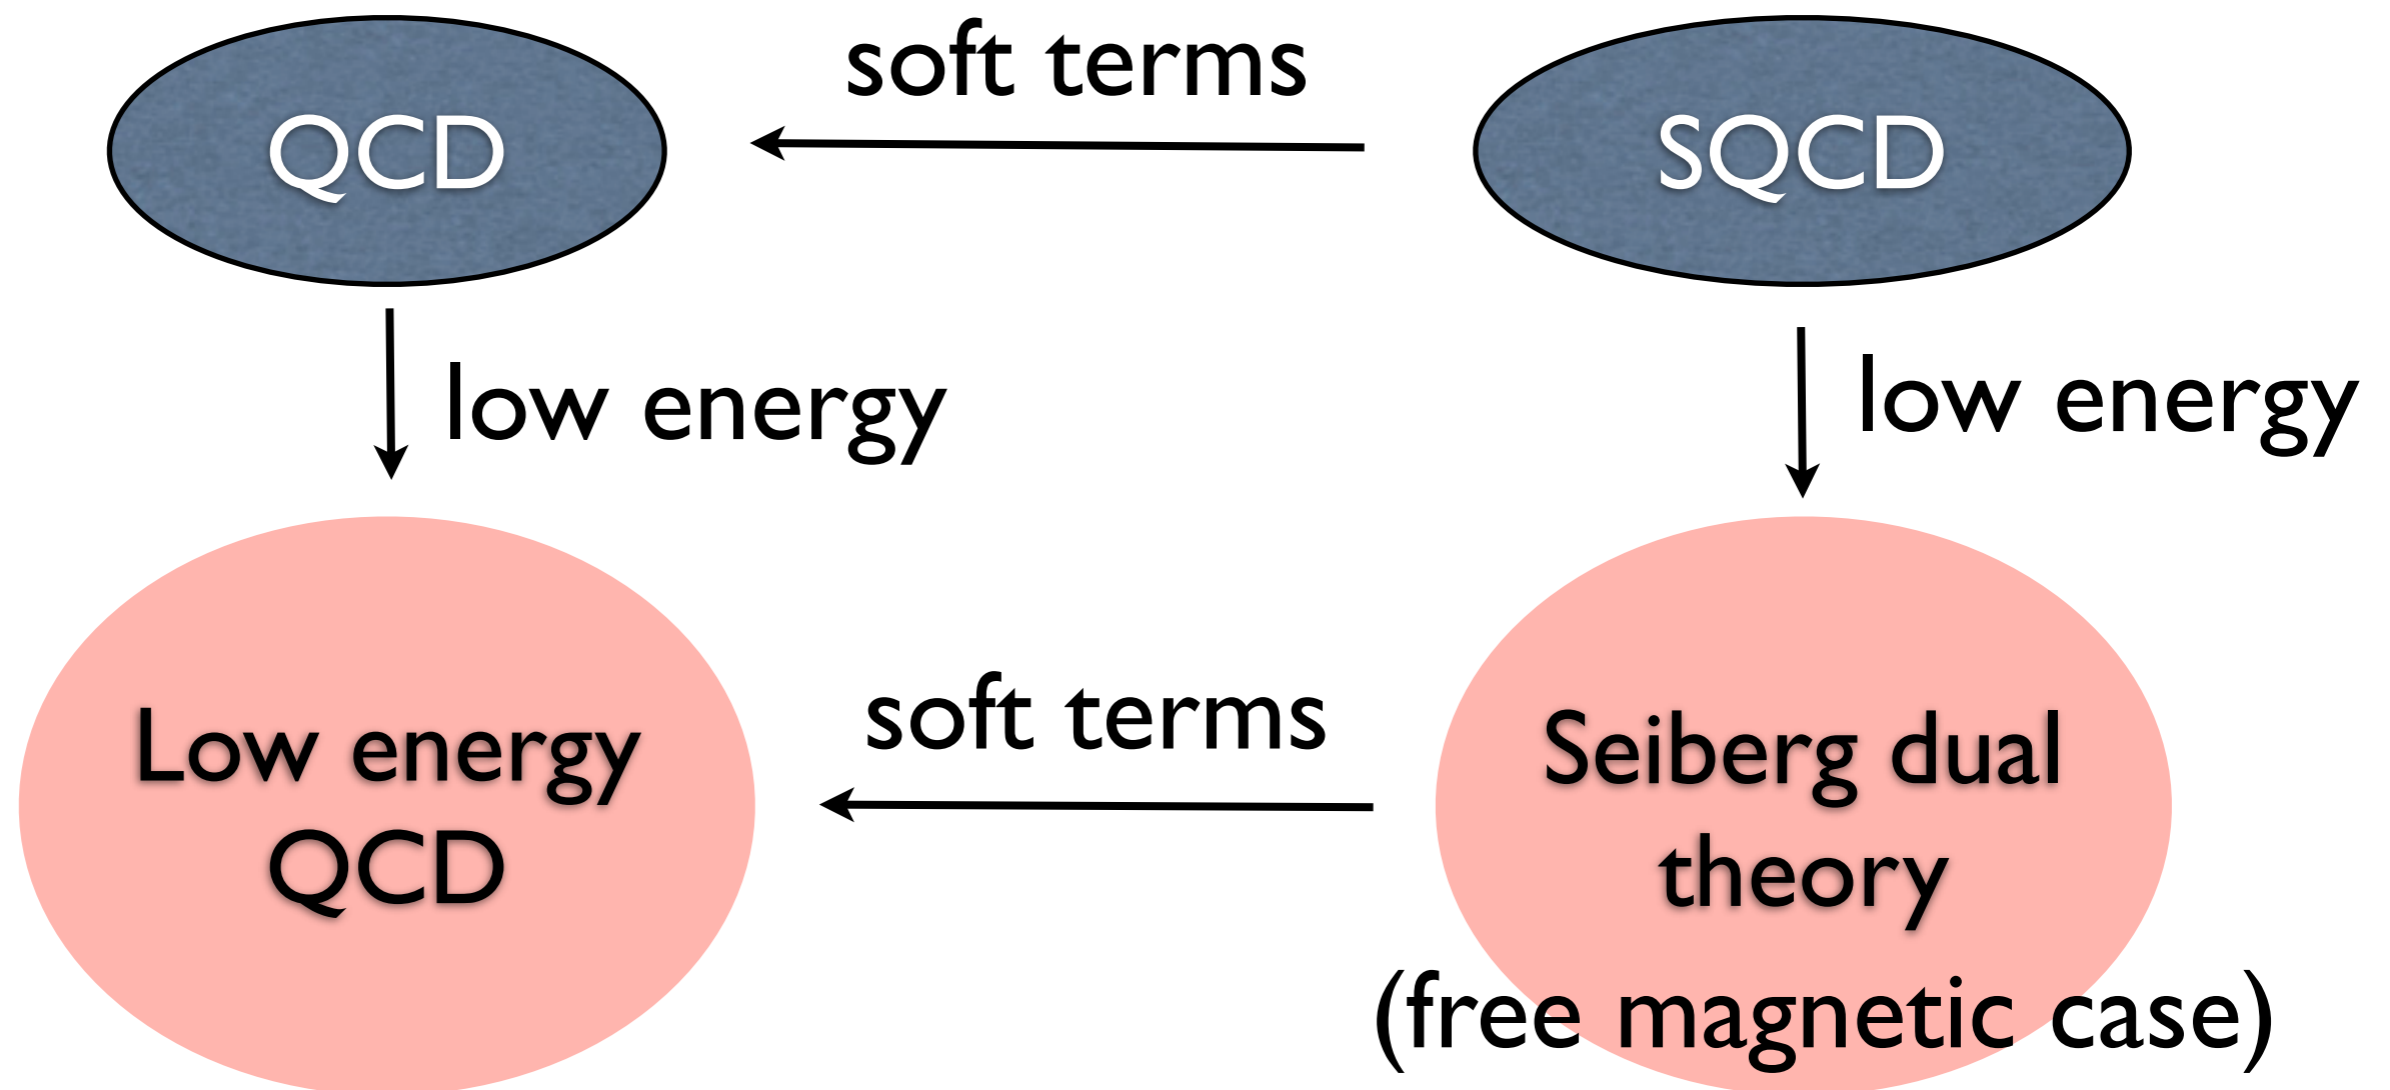 soft terms
QCD
SQCD
low energy
low energy
soft terms
Low energy
QCD
Seiberg dual
theory
(free magnetic case)